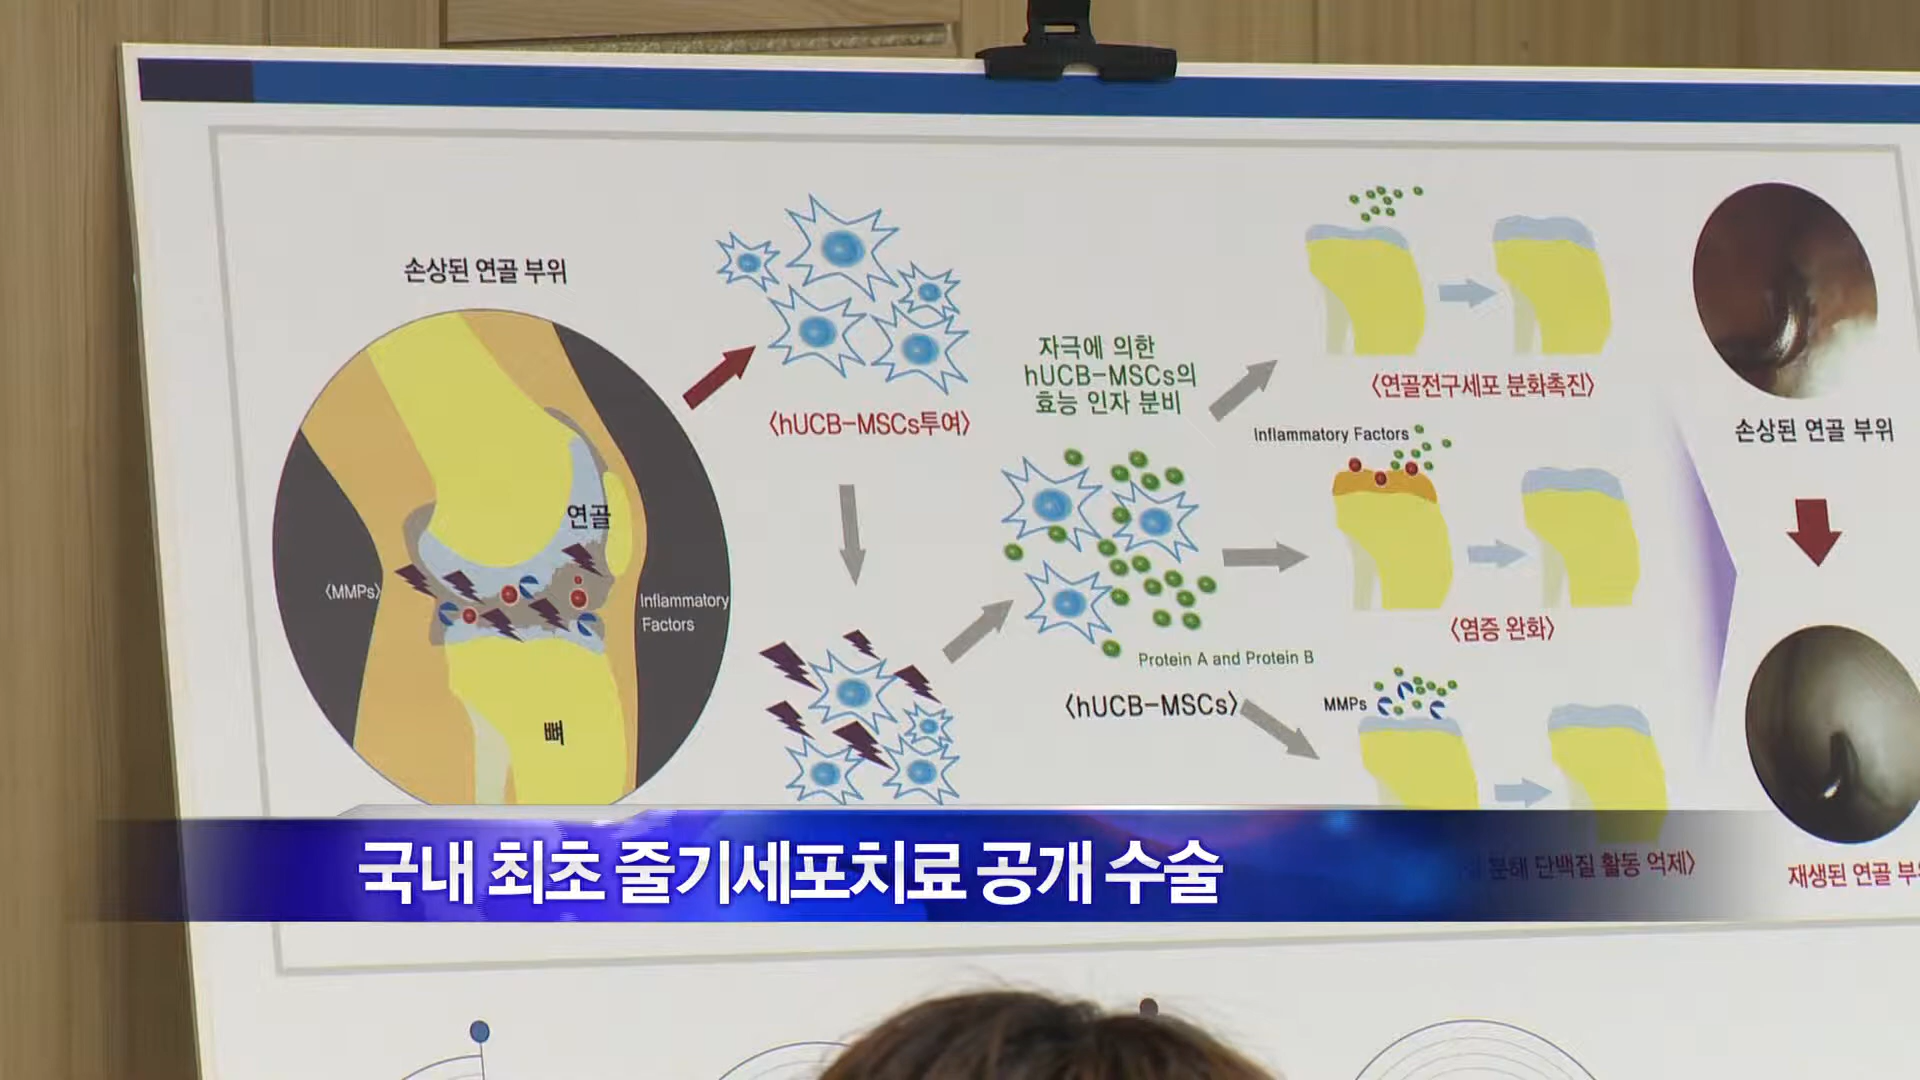 손상된 연골 부위
연골
〈MMPs〉
Inflammatory
Factors
뼈
〈hUCB-MSCs투여〉
자극에 의한
hUCB-MSCs의
효능 인자 분비
Protein A and Protein B
〈hUCB-MSCs〉
〈연골전구세포 분화촉진〉
Inflammatory Factors
〈염증 완화〉
MMPs
분해 단백질 활동 억제〉
손상된 연골 부위
재생된 연골
국내 최초 줄기세포치료 공개 수술